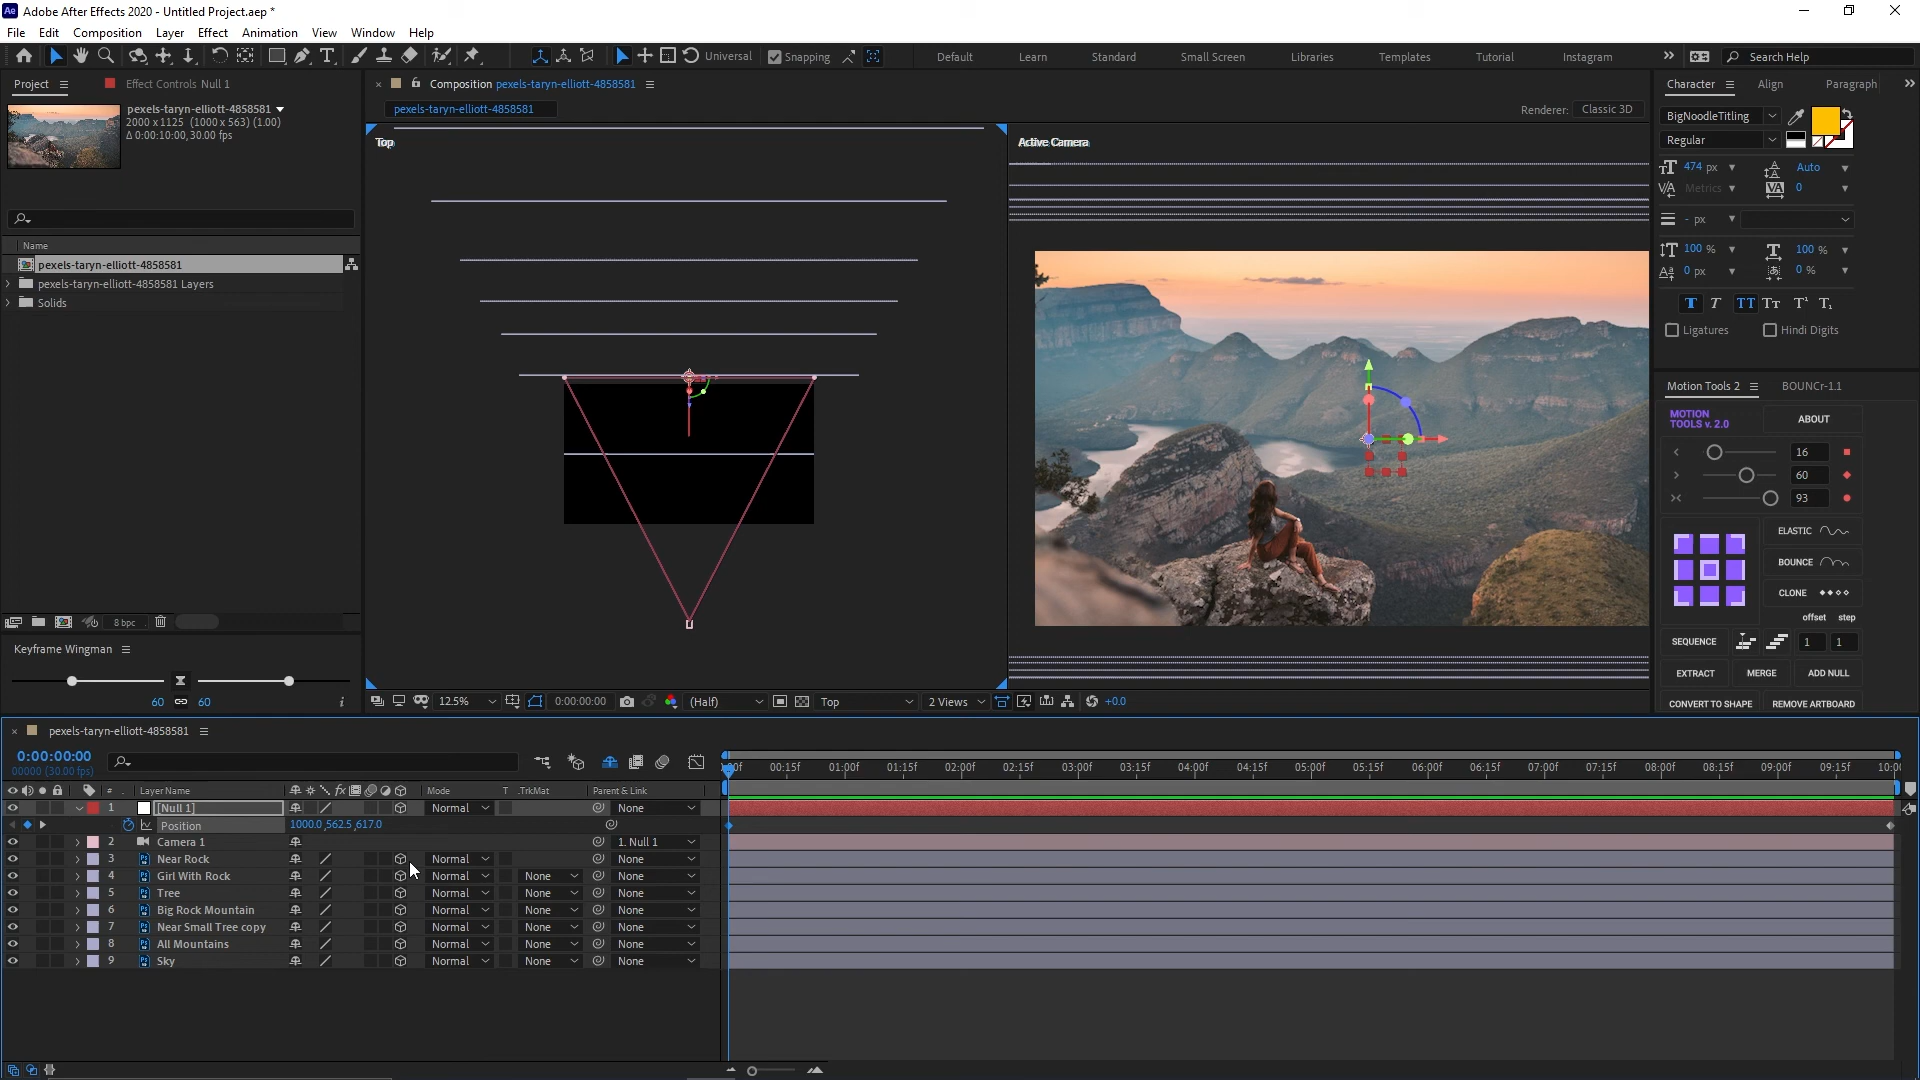 Adobe After Effects 2020 - Untitled Project.aep *
File Edit Composition Layer Effect Animation View Window Help
Universal Snapping Default Learn Standard Small Screen Libraries Templates Tutorial Instagram Search Help
Project Effect Controls Null 1
pexels-taryn-elliott-4858581
2000 x 1125 (1000 x 563) (1.00)
Δ 0:00:10:00, 30.00 fps
Name
pexels-taryn-elliott-4858581
pexels-taryn-elliott-4858581 Layers
Solids
8 bpc
Keyframe Wingman
60 60
Composition pexels-taryn-elliott-4858581
pexels-taryn-elliott-4858581
Renderer: Classic 3D
Top
Active Camera
12.5% 0:00:00:00 (Half) Top 2 Views +0.0
Character Align Paragraph
BigNoodleTitling
Regular
474 px Auto
Metrics 0
- px
100 % 100 %
0 px 0 %
T T TT Tt T¹ T₁
Ligatures Hindi Digits
Motion Tools 2 BOUNCr-1.1
MOTION TOOLS v. 2.0 ABOUT
16
60
93
ELASTIC
BOUNCE
CLONE
offset step
SEQUENCE 1 1
EXTRACT MERGE ADD NULL
CONVERT TO SHAPE REMOVE ARTBOARD
pexels-taryn-elliott-4858581
0:00:00:00
00000 (30.00 fps)
00:15f 01:00f 01:15f 02:00f 02:15f 03:00f 03:15f 04:00f 04:15f 05:00f 05:15f 06:00f 06:15f 07:00f 07:15f 08:00f 08:15f 09:00f 09:15f
# Layer Name fx Mode T .TrkMat Parent & Link
1 [Null 1] Normal None
Position 1000.0,562.5,617.0
2 Camera 1 1. Null 1
3 Near Rock Normal None
4 Girl With Rock Normal None None
5 Tree Normal None None
6 Big Rock Mountain Normal None None
7 Near Small Tree copy Normal None None
8 All Mountains Normal None None
9 Sky Normal None None